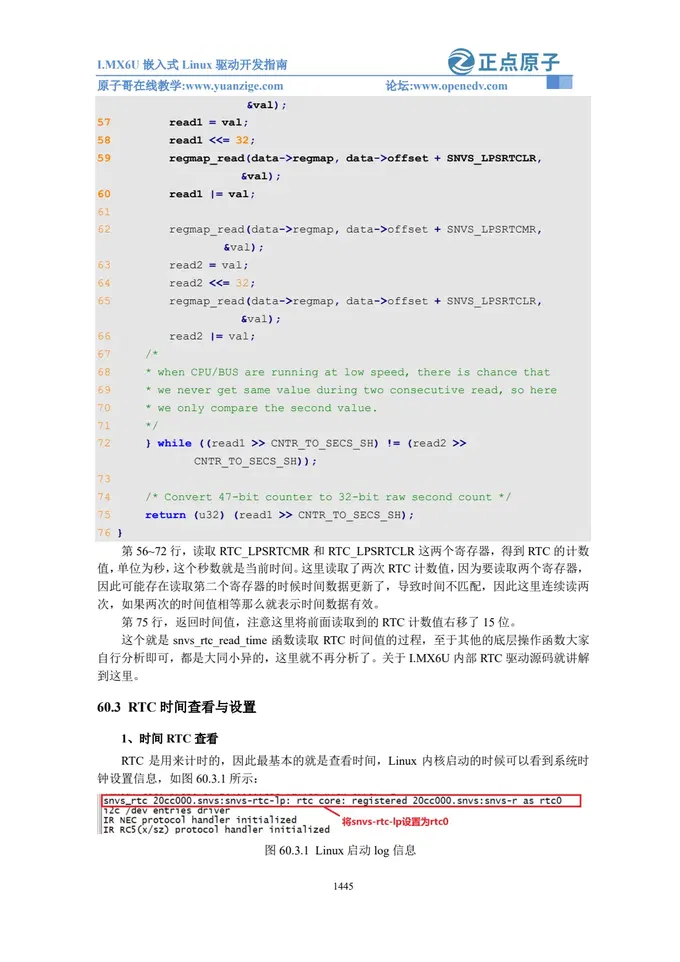 I.MX6U 嵌入式 Linux 驱动开发指南
正点原子
原子哥在线教学:www.yuanzige.com 论坛:www.openedv.com
&val);
57 read1 = val;
58 read1 <<= 32;
59 regmap_read(data->regmap, data->offset + SNVS_LPSRTCLR,
&val);
60 read1 |= val;
61
62 regmap_read(data->regmap, data->offset + SNVS_LPSRTCMR,
&val);
63 read2 = val;
64 read2 <<= 32;
65 regmap_read(data->regmap, data->offset + SNVS_LPSRTCLR,
&val);
66 read2 |= val;
67 /*
68 * when CPU/BUS are running at low speed, there is chance that
69 * we never get same value during two consecutive read, so here
70 * we only compare the second value.
71 */
72 } while ((read1 >> CNTR_TO_SECS_SH) != (read2 >>
CNTR_TO_SECS_SH));
73
74 /* Convert 47-bit counter to 32-bit raw second count */
75 return (u32) (read1 >> CNTR_TO_SECS_SH);
76 }
第 56~72 行，读取 RTC_LPSRTCMR 和 RTC_LPSRTCLR 这两个寄存器，得到 RTC 的计数
值，单位为秒，这个秒数就是当前时间。这里读取了两次 RTC 计数值，因为要读取两个寄存器，
因此可能存在读取第二个寄存器的时候时间数据更新了，导致时间不匹配，因此这里连续读两
次，如果两次的时间值相等那么就表示时间数据有效。
第 75 行，返回时间值，注意这里将前面读取到的 RTC 计数值右移了 15 位。
这个就是 snvs_rtc_read_time 函数读取 RTC 时间值的过程，至于其他的底层操作函数大家
自行分析即可，都是大同小异的，这里就不再分析了。关于 I.MX6U 内部 RTC 驱动源码就讲解
到这里。
60.3 RTC 时间查看与设置
1、时间 RTC 查看
RTC 是用来计时的，因此最基本的就是查看时间，Linux 内核启动的时候可以看到系统时
钟设置信息，如图 60.3.1 所示：
snvs_rtc 20cc000.snvs:snvs-rtc-lp: rtc core: registered 20cc000.snvs:snvs-r as rtc0
i2c /dev entries driver
IR NEC protocol handler initialized
将snvs-rtc-lp设置为rtc0
IR RC5(x/sz) protocol handler initialized
图 60.3.1 Linux 启动 log 信息
1445